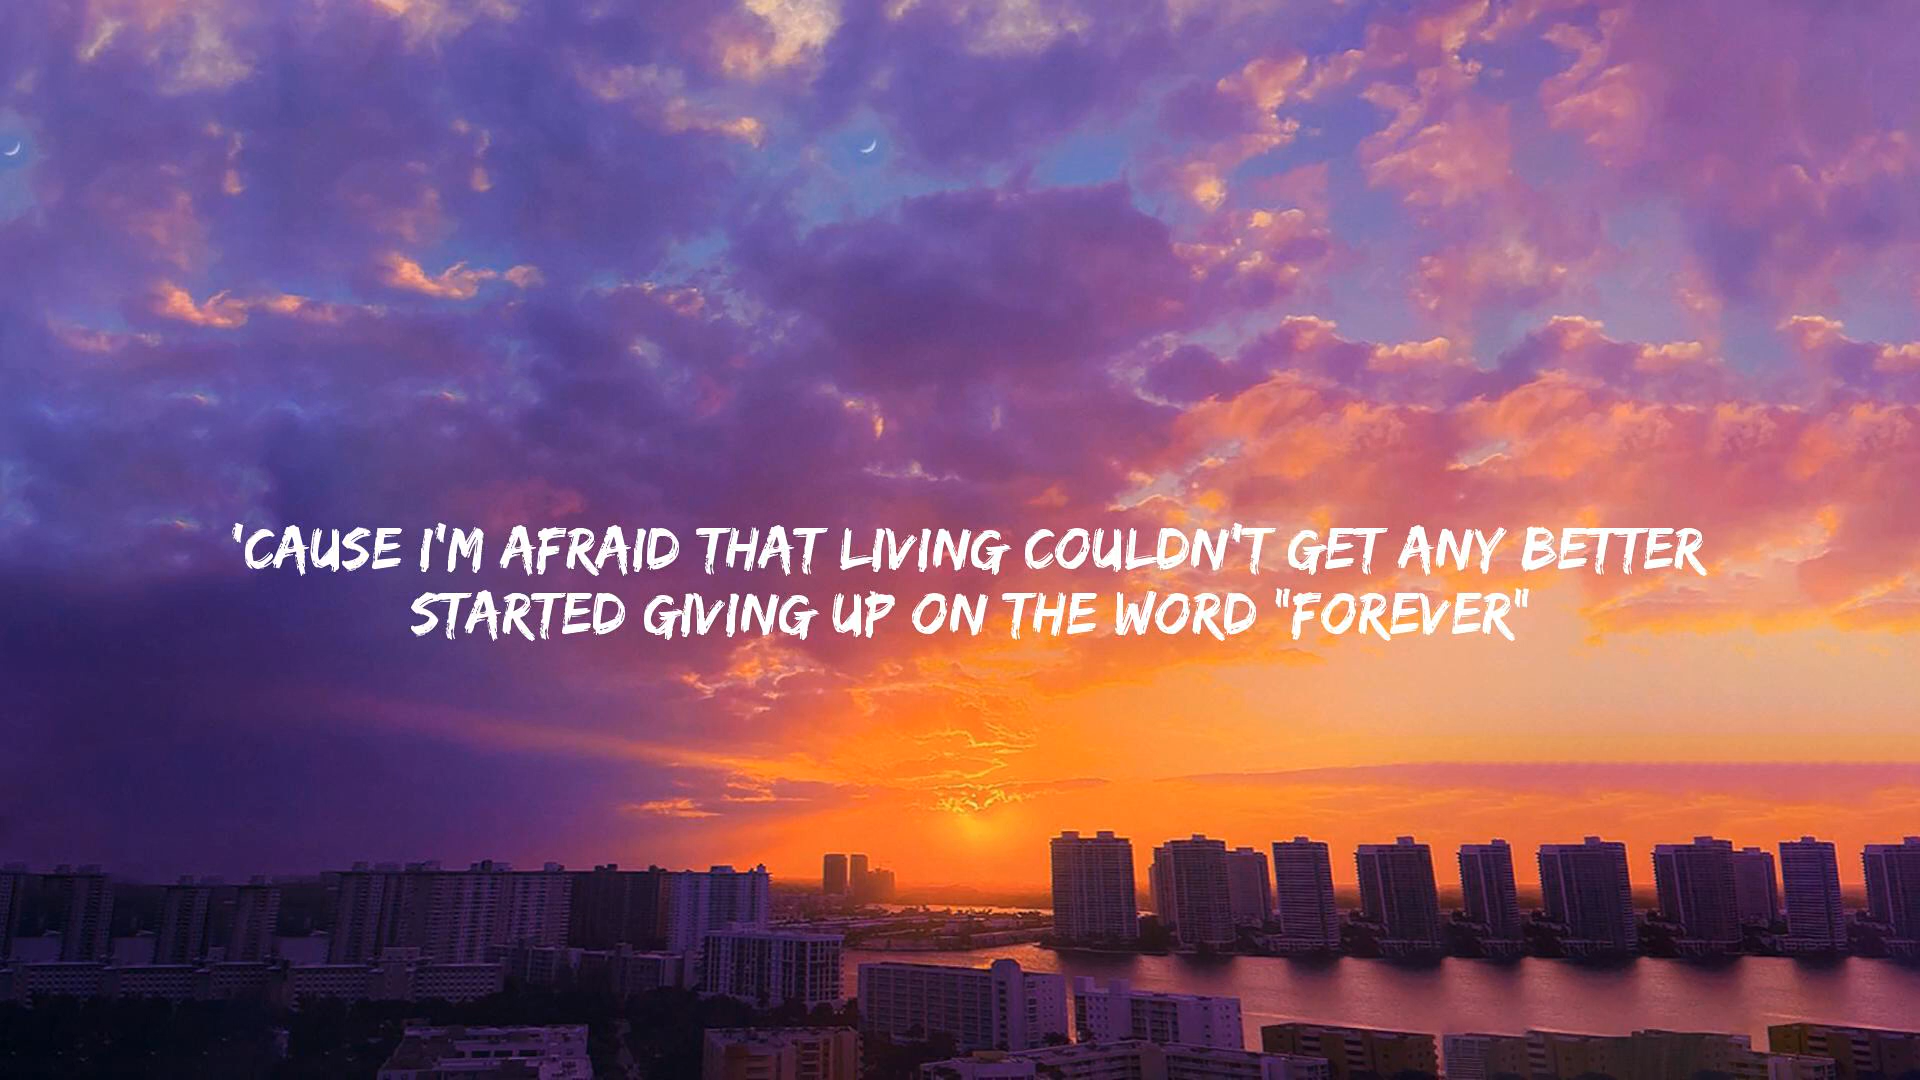 'CAUSE I'M AFRAID THAT LIVING COULDN'T GET ANY BETTER
STARTED GIVING UP ON THE WORD "FOREVER"